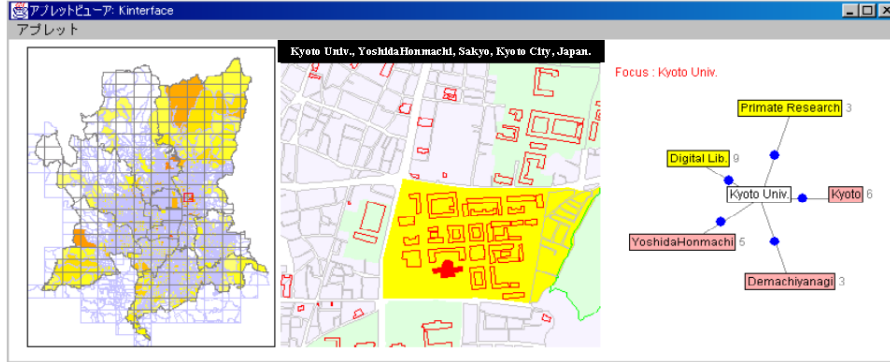 アプレットビューア: Kinterface
アプレット
Kyoto Univ., YoshidaHonmachi, Sakyo, Kyoto City, Japan.
Focus : Kyoto Univ.
Primate Research 3
Digital Lib. 9
Kyoto Univ.
Kyoto 6
YoshidaHonmachi 6
Demachiyanagi 3